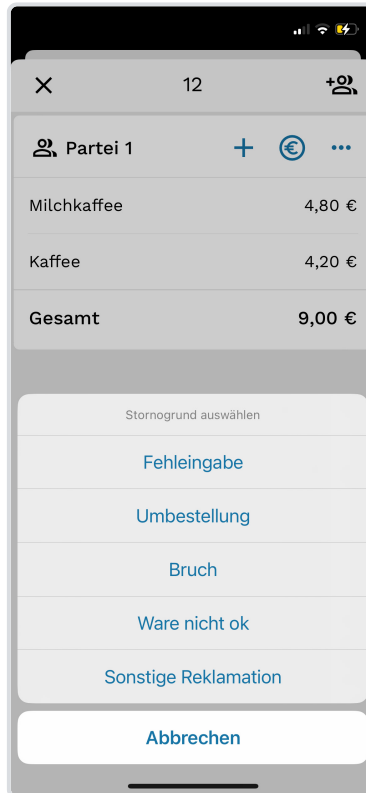 12
Partei 1
Milchkaffee 4,80 €
Kaffee 4,20 €
Gesamt 9,00 €
Stornogrund auswählen
Fehleingabe
Umbestellung
Bruch
Ware nicht ok
Sonstige Reklamation
Abbrechen